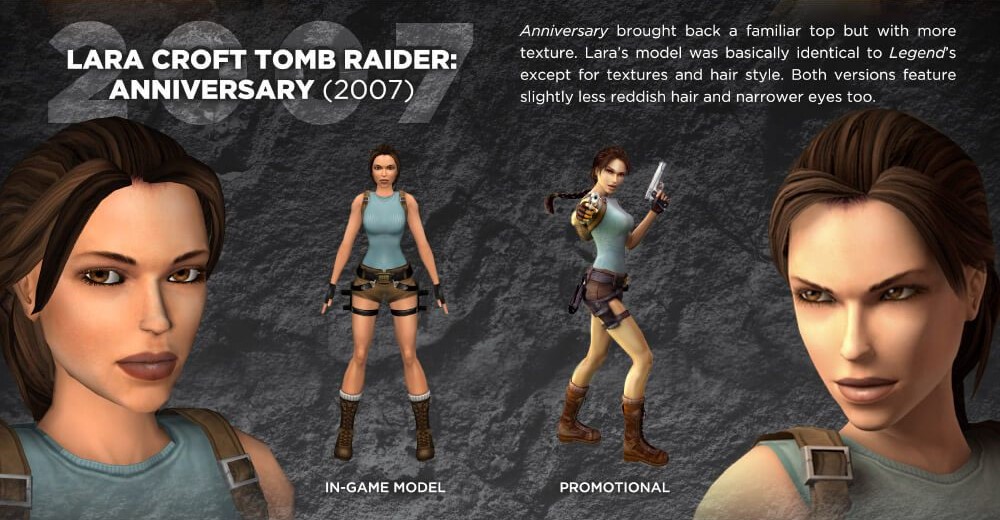 2007
LARA CROFT TOMB RAIDER:
ANNIVERSARY (2007)
Anniversary brought back a familiar top but with more
texture. Lara's model was basically identical to Legend's
except for textures and hair style. Both versions feature
slightly less reddish hair and narrower eyes too.
IN-GAME MODEL
PROMOTIONAL